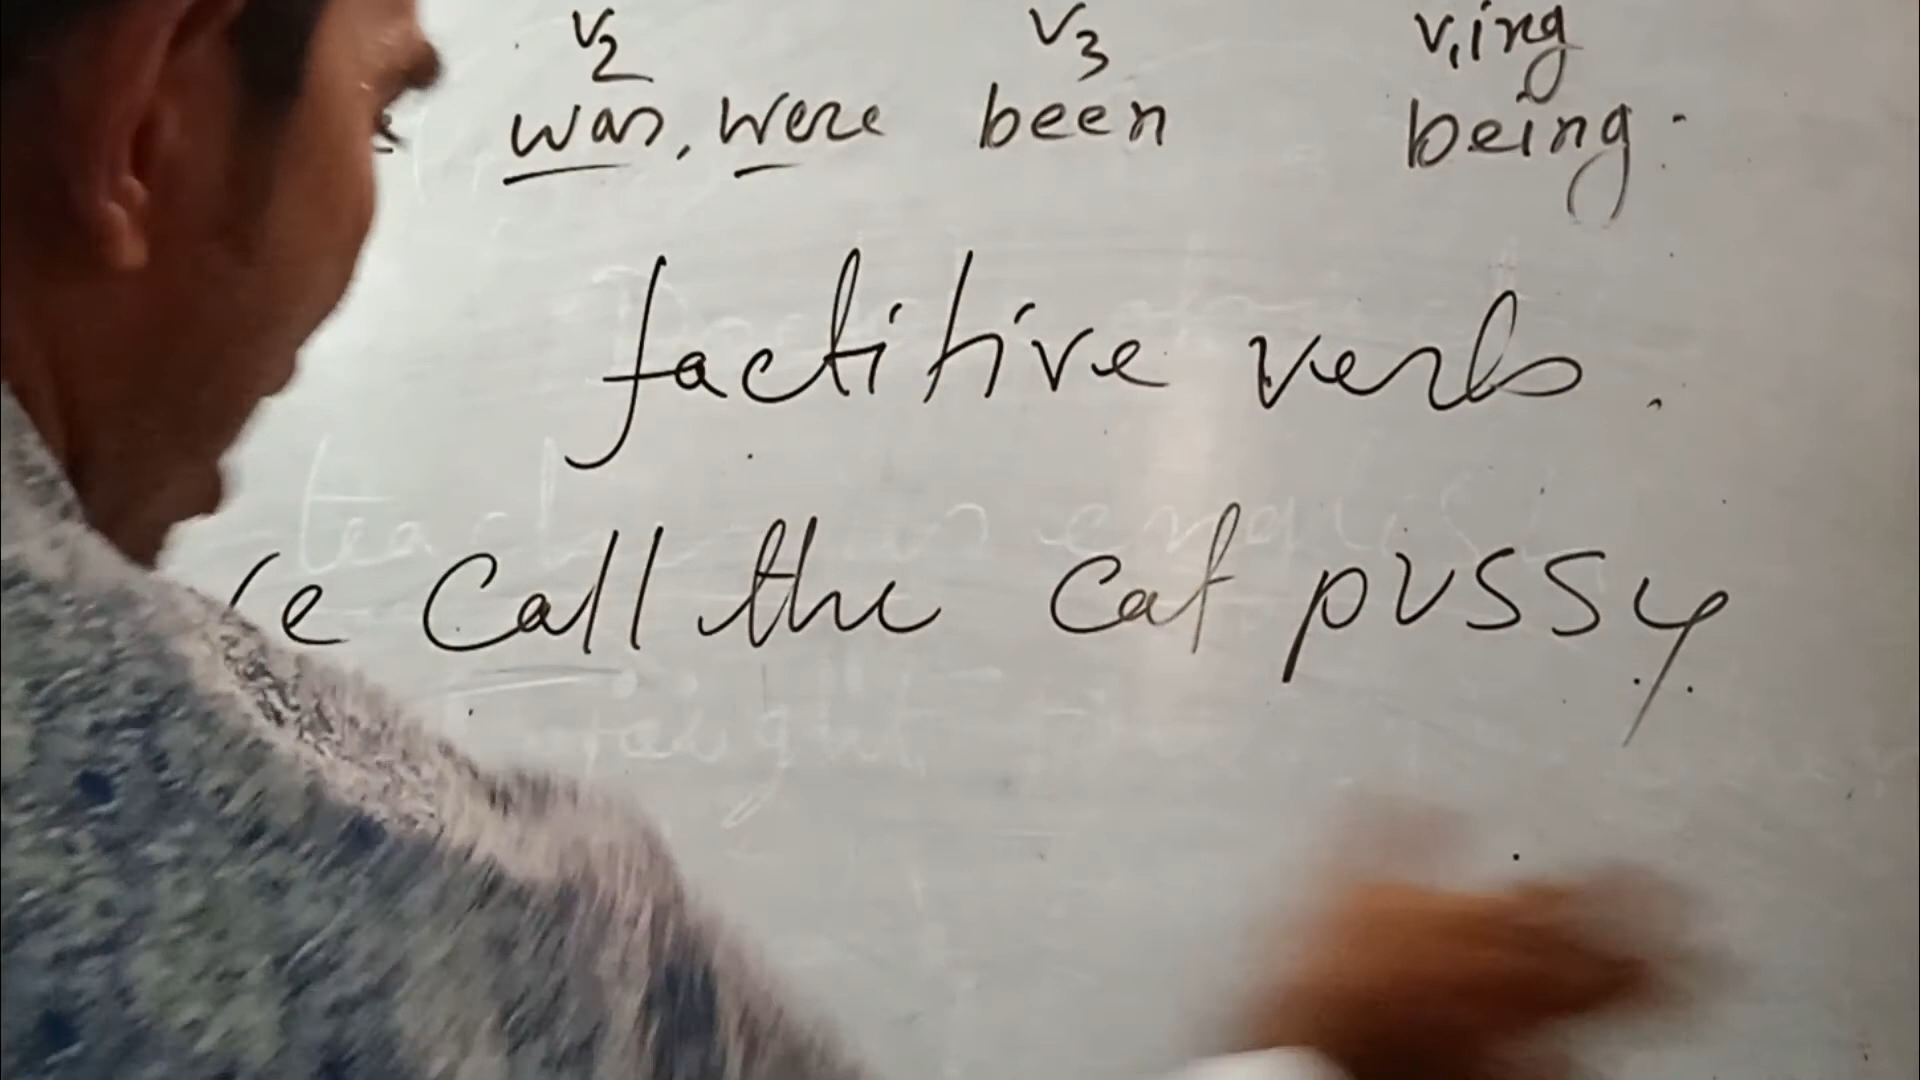 V2 V3 V1ing
was, were been being.
factitive verb.
call the cat pussy